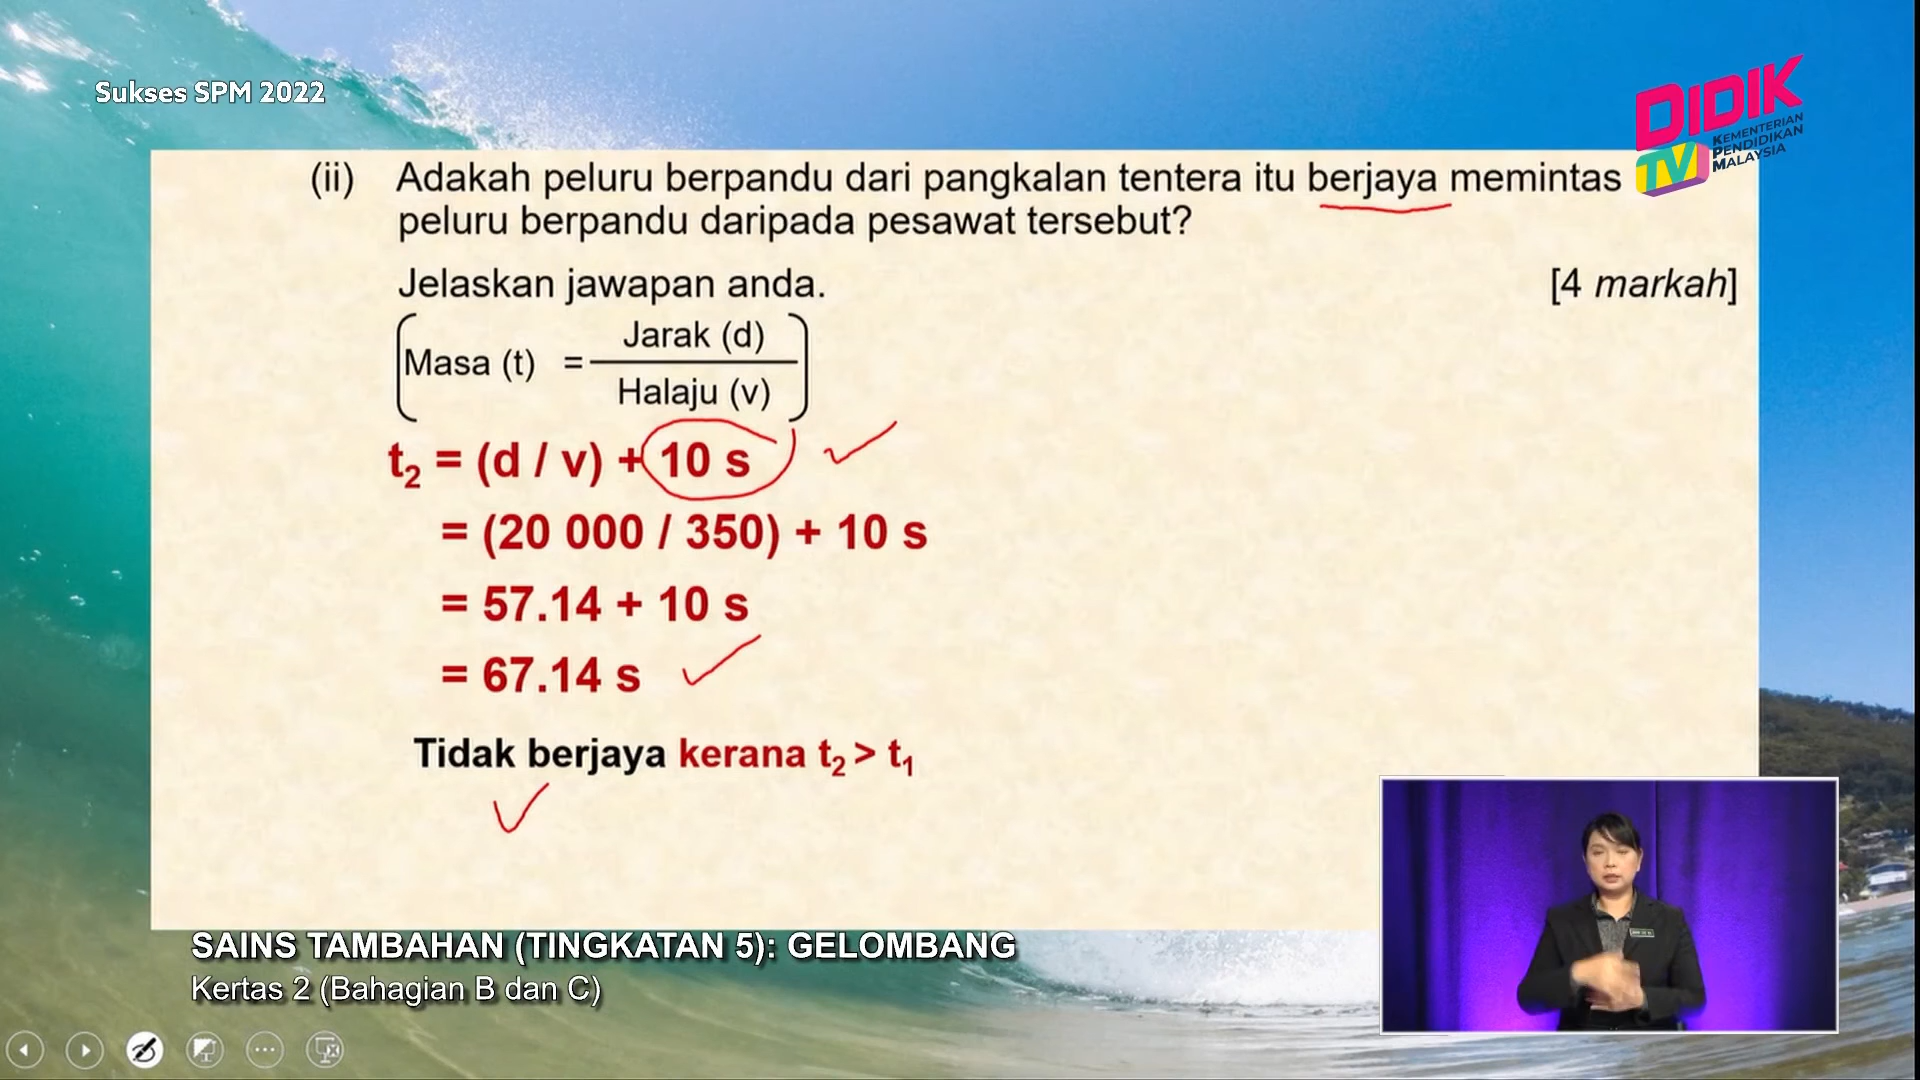 Sukses SPM 2022
DIDIK
TV
KEMENTERIAN
PENDIDIKAN
MALAYSIA
(ii) Adakah peluru berpandu dari pangkalan tentera itu berjaya memintas
peluru berpandu daripada pesawat tersebut?
Jelaskan jawapan anda. [4 markah]
Masa (t) = Jarak (d)
Halaju (v)
t₂ = (d / v) + 10 s
= (20 000 / 350) + 10 s
= 57.14 + 10 s
= 67.14 s
Tidak berjaya kerana t₂ > t₁
SAINS TAMBAHAN (TINGKATAN 5): GELOMBANG
Kertas 2 (Bahagian B dan C)